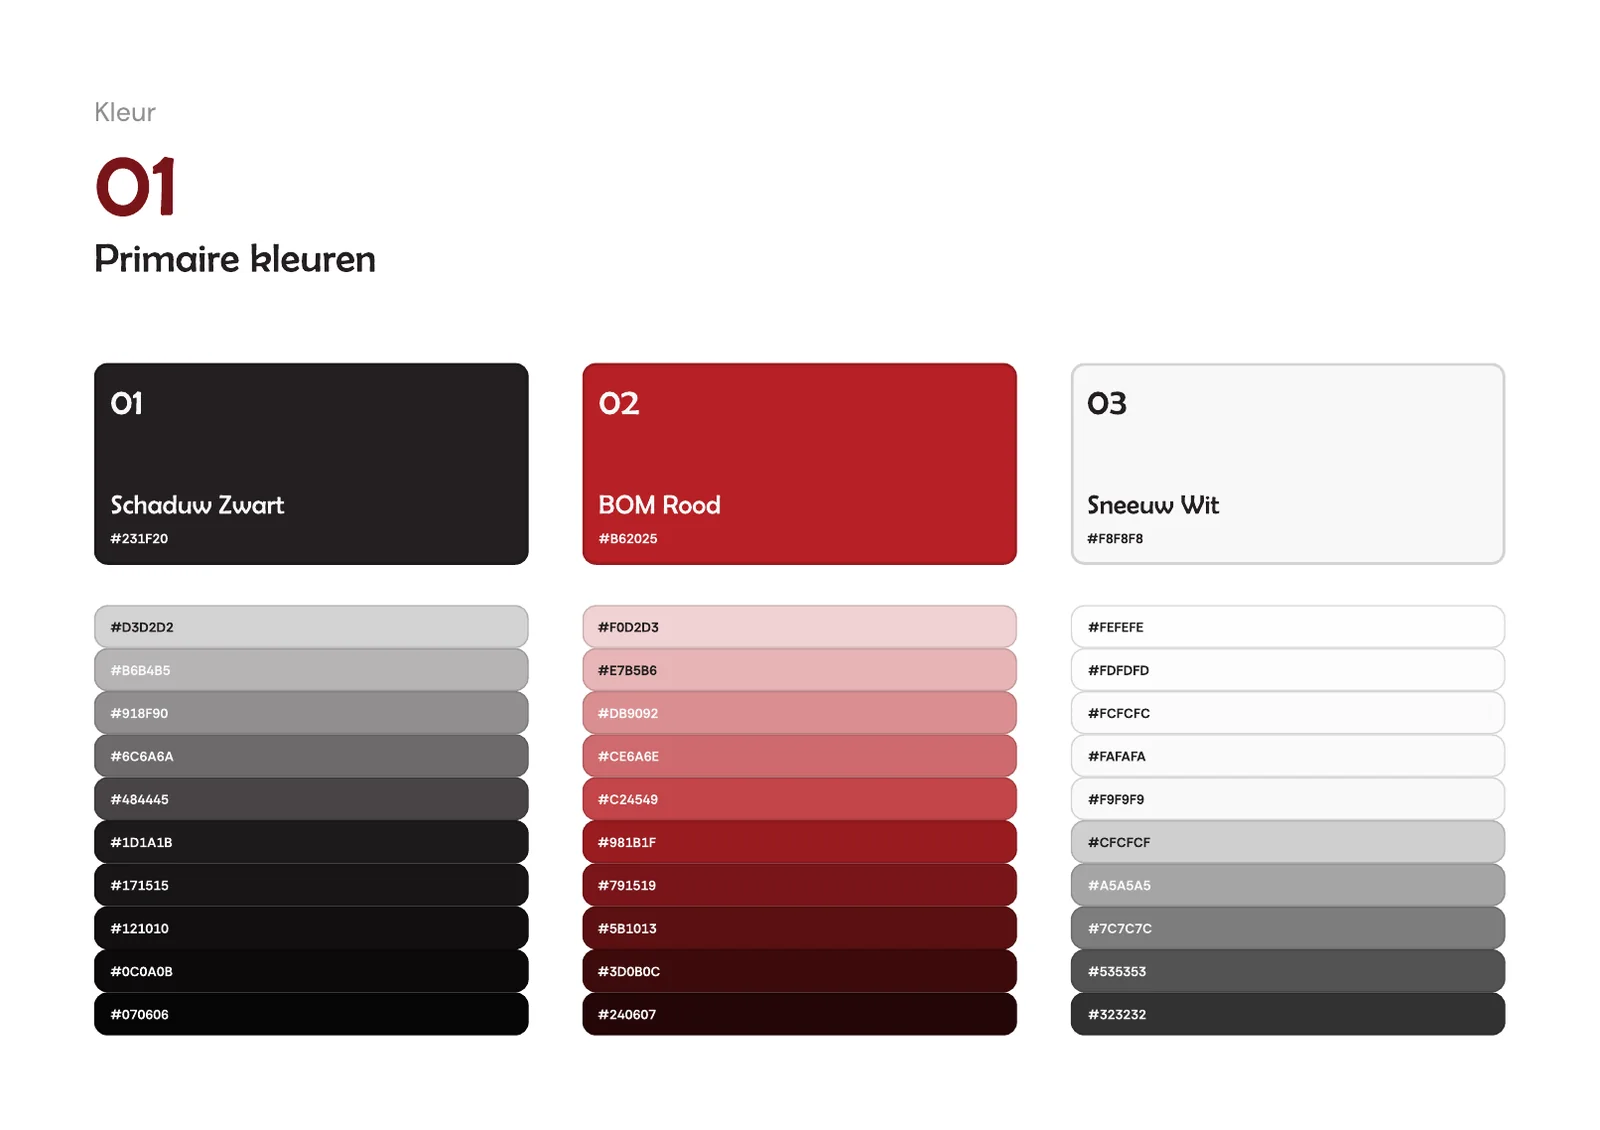 Kleur
01
Primaire kleuren
01
Schaduw Zwart
#231F20
#D3D2D2
#B6B4B5
#918F90
#6C6A6A
#484445
#1D1A1B
#171515
#121010
#0C0A0B
#070606
02
BOM Rood
#B62025
#F0D2D3
#E7B5B6
#DB9092
#CE6A6E
#C24549
#981B1F
#791519
#5B1013
#3D0B0C
#240607
03
Sneeuw Wit
#F8F8F8
#FEFEFE
#FDFDFD
#FCFCFC
#FAFAFA
#F9F9F9
#CFCFCF
#A5A5A5
#7C7C7C
#535353
#323232